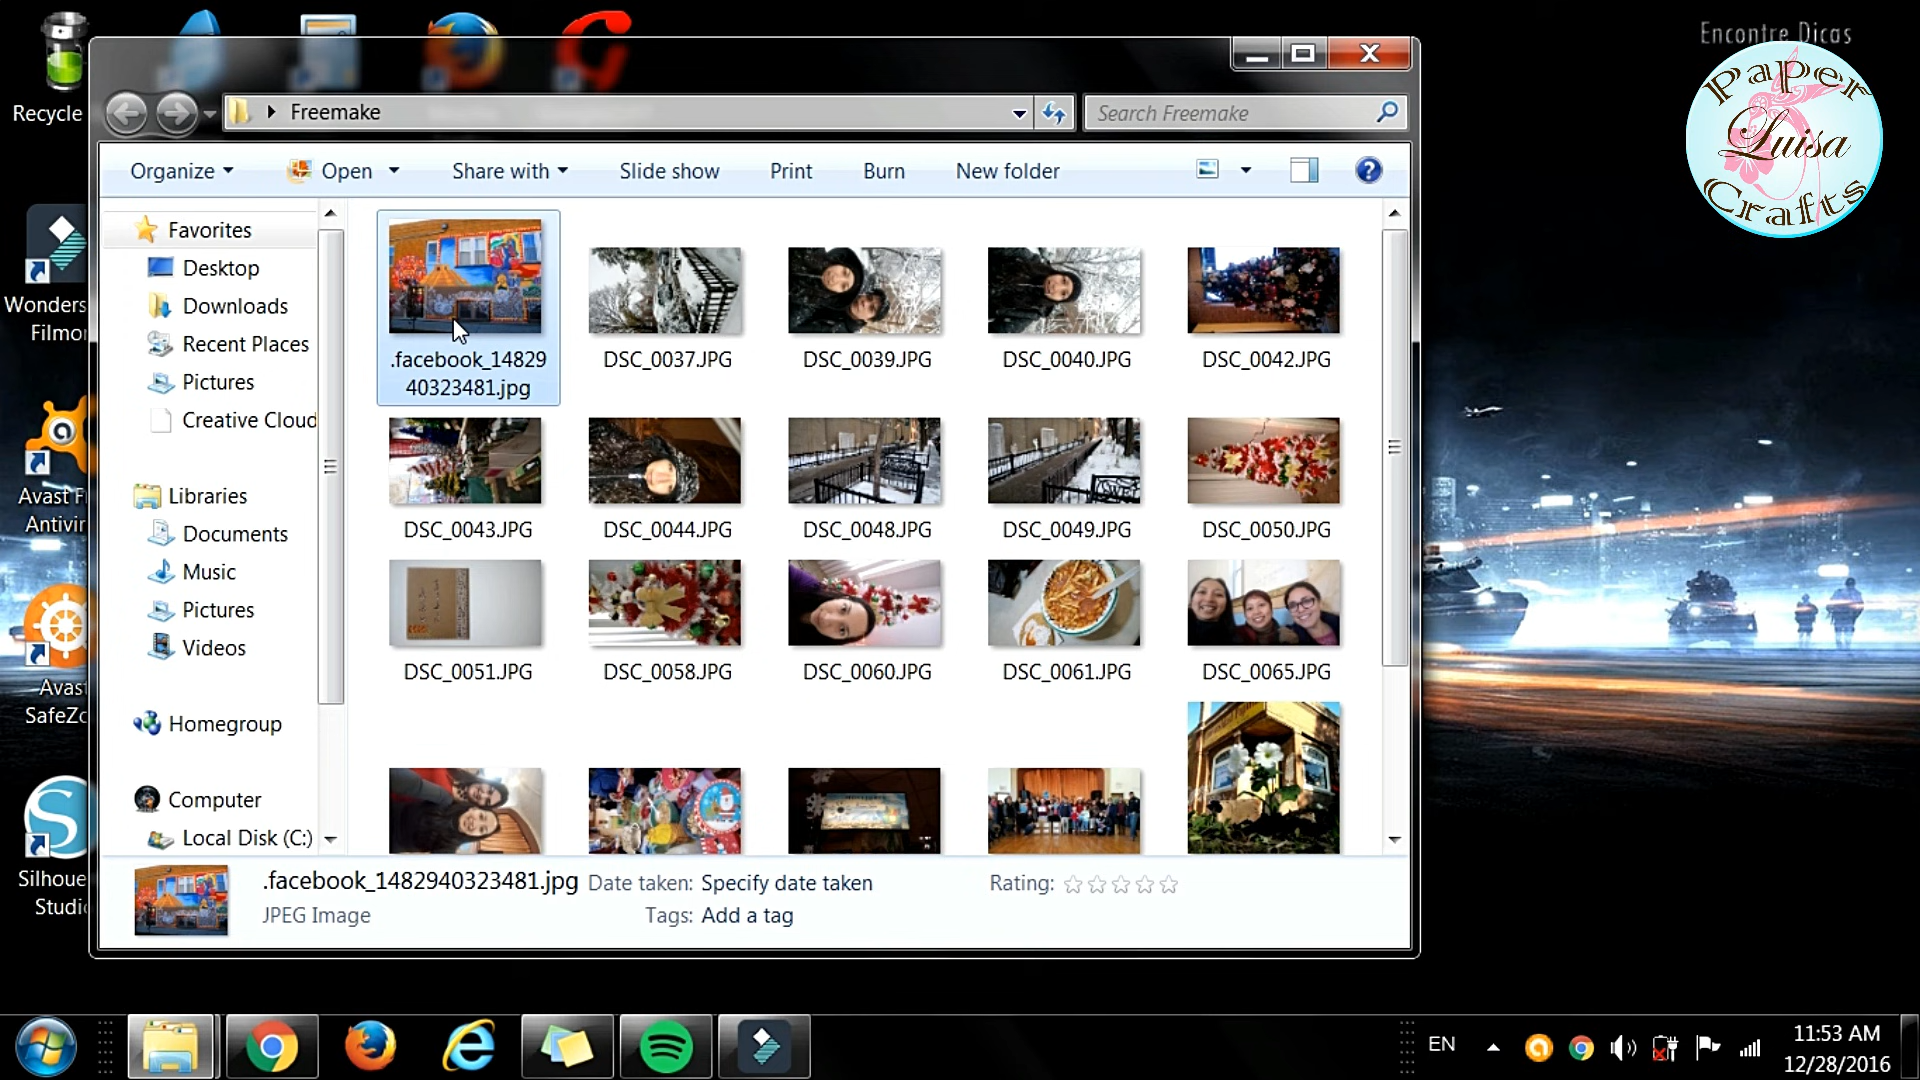 Encontre Dicas
Paper
Luisa
Crafts
Recycle
Freemake
Search Freemake
Organize
Open
Share with
Slide show
Print
Burn
New folder
Favorites
Desktop
Downloads
Recent Places
Pictures
Creative Cloud
Libraries
Documents
Music
Pictures
Videos
Homegroup
Computer
Local Disk (C:)
Wonders
Filmor
Avast F
Antivir
Avast
SafeZo
Silhoue
Studi
.facebook_14829
40323481.jpg
DSC_0037.JPG
DSC_0039.JPG
DSC_0040.JPG
DSC_0042.JPG
DSC_0043.JPG
DSC_0044.JPG
DSC_0048.JPG
DSC_0049.JPG
DSC_0050.JPG
DSC_0051.JPG
DSC_0058.JPG
DSC_0060.JPG
DSC_0061.JPG
DSC_0065.JPG
.facebook_1482940323481.jpg
Date taken: Specify date taken
Rating:
JPEG Image
Tags: Add a tag
EN
11:53 AM
12/28/2016